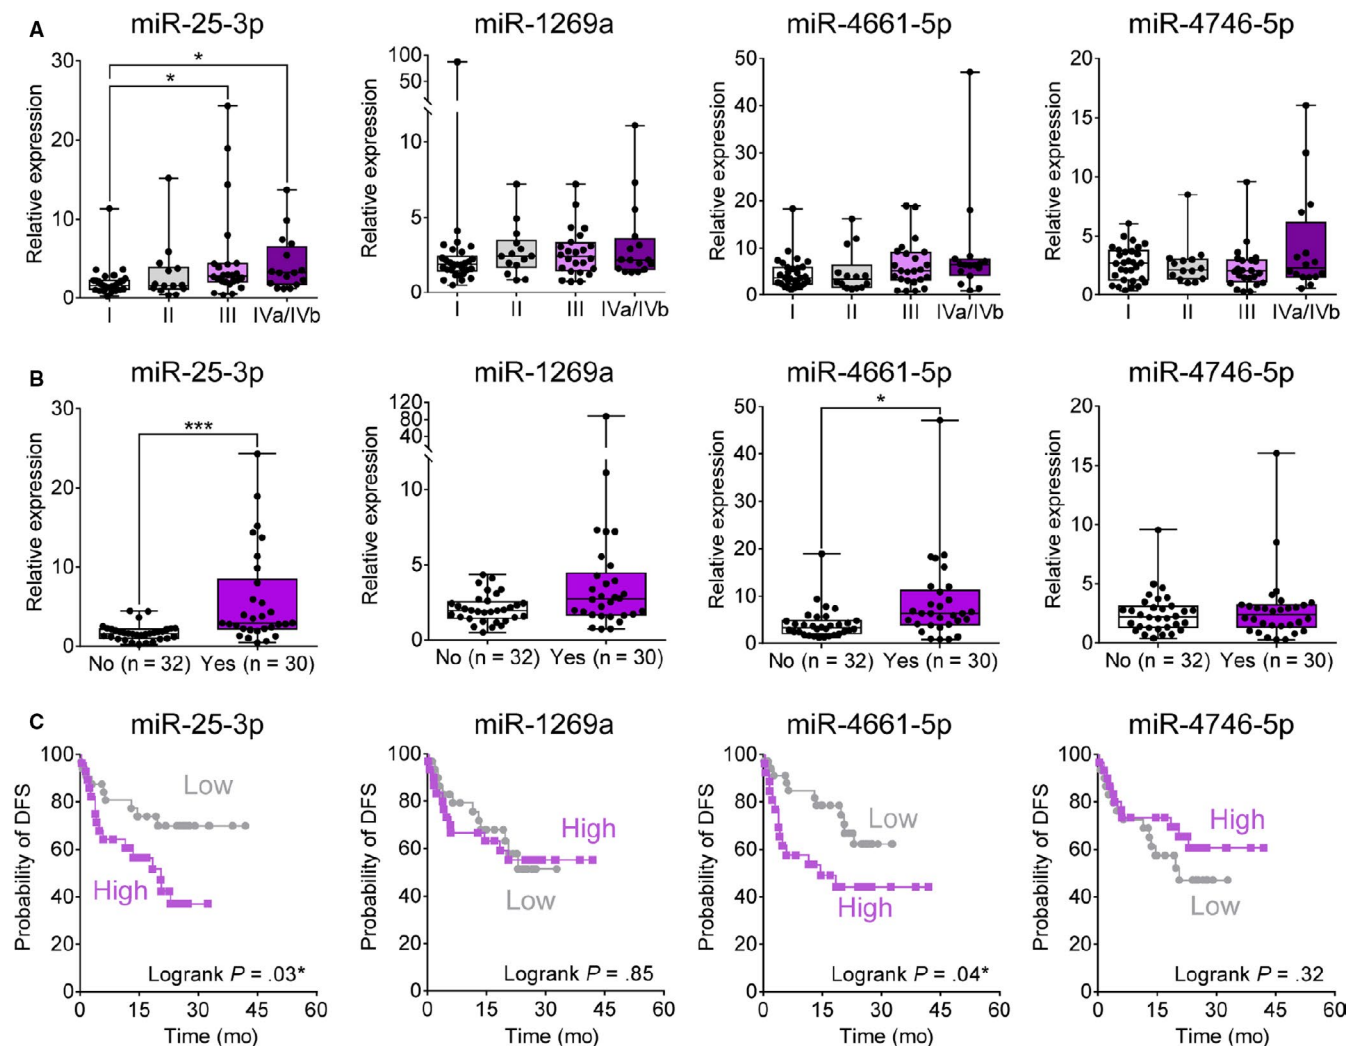 A
miR-25-3p
miR-1269a
miR-4661-5p
miR-4746-5p
Relative expression
30
20
10
0
* 
*
I II III IVa/IVb
Relative expression
100
50
10
5
0
I II III IVa/IVb
Relative expression
50
40
30
20
10
0
I II III IVa/IVb
Relative expression
20
15
10
5
0
I II III IVa/IVb
B
miR-25-3p
miR-1269a
miR-4661-5p
miR-4746-5p
Relative expression
30
20
10
0
***
No (n = 32) Yes (n = 30)
Relative expression
120
80
40
10
5
0
No (n = 32) Yes (n = 30)
Relative expression
50
40
30
20
10
0
*
No (n = 32) Yes (n = 30)
Relative expression
20
15
10
5
0
No (n = 32) Yes (n = 30)
C
miR-25-3p
miR-1269a
miR-4661-5p
miR-4746-5p
Probability of DFS
100
80
60
40
20
0
Low
High
Logrank P = .03*
0 15 30 45 60
Time (mo)
Probability of DFS
100
80
60
40
20
0
High
Low
Logrank P = .85
0 15 30 45 60
Time (mo)
Probability of DFS
100
80
60
40
20
0
Low
High
Logrank P = .04*
0 15 30 45 60
Time (mo)
Probability of DFS
100
80
60
40
20
0
High
Low
Logrank P = .32
0 15 30 45 60
Time (mo)